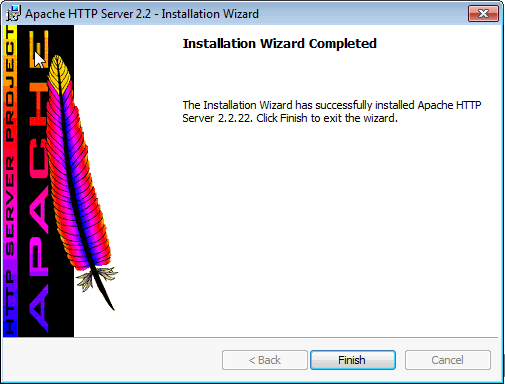 Apache HTTP Server 2.2 - Installation Wizard
HTTP SERVER PROJECT
APACHE
Installation Wizard Completed
The Installation Wizard has successfully installed Apache HTTP
Server 2.2.22. Click Finish to exit the wizard.
< Back
Finish
Cancel